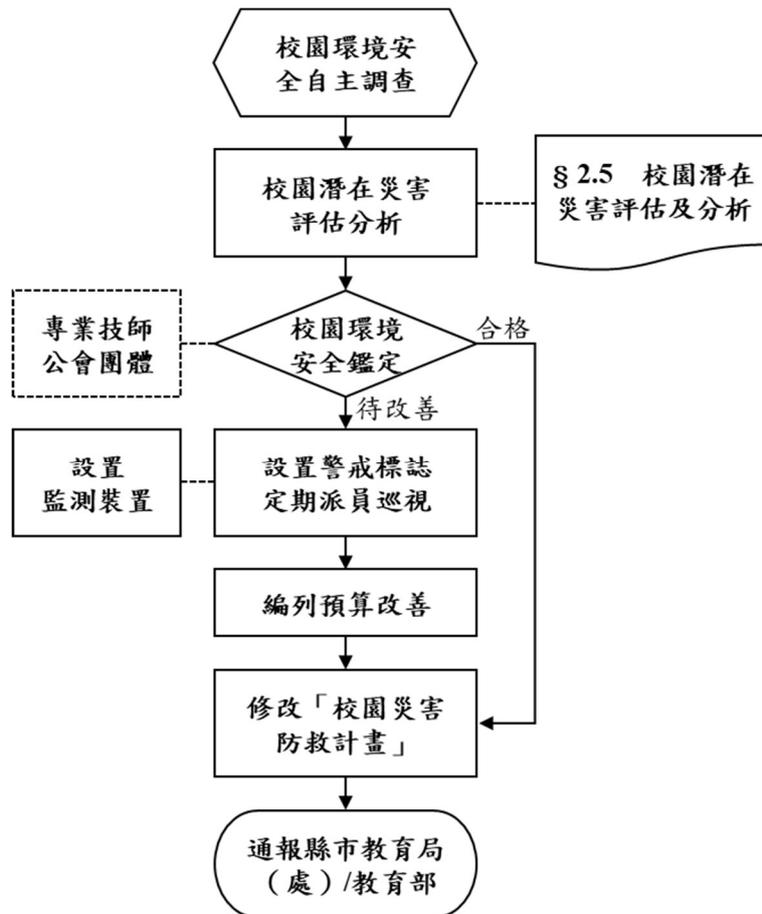 校園環境安
全自主調查
校園潛在災害
評估分析
§ 2.5 校園潛在
災害評估及分析
專業技師
公會團體
校園環境
安全鑑定
合格
待改善
設置
監測裝置
設置警戒標誌
定期派員巡視
編列預算改善
修改「校園災害
防救計畫」
通報縣市教育局
（處）/教育部